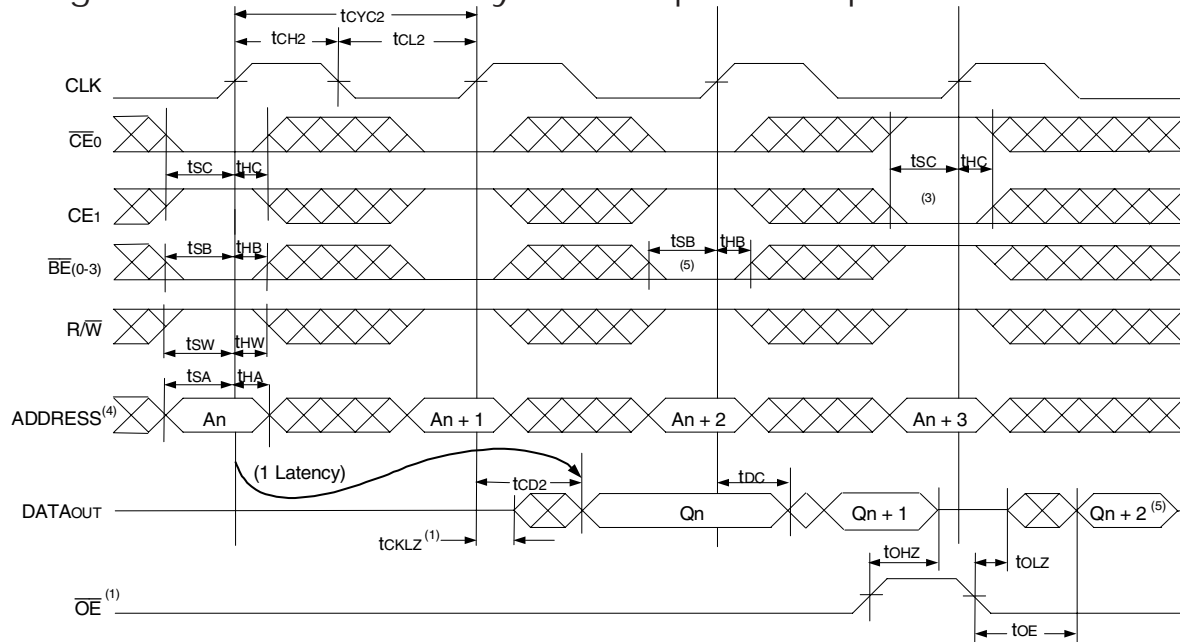 tCYC2
tCH2 tCL2
CLK
CE0
tSC tHC tSC tHC
CE1 (3)
tSB tHB tSB tHB
BE(0-3) (5)
R/W
tSW tHW
tSA tHA
ADDRESS(4) An An + 1 An + 2 An + 3
(1 Latency) tCD2 tDC
DATAOUT Qn Qn + 1 Qn + 2 (5)
tCKLZ (1)
tOHZ tOLZ
OE (1)
tOE